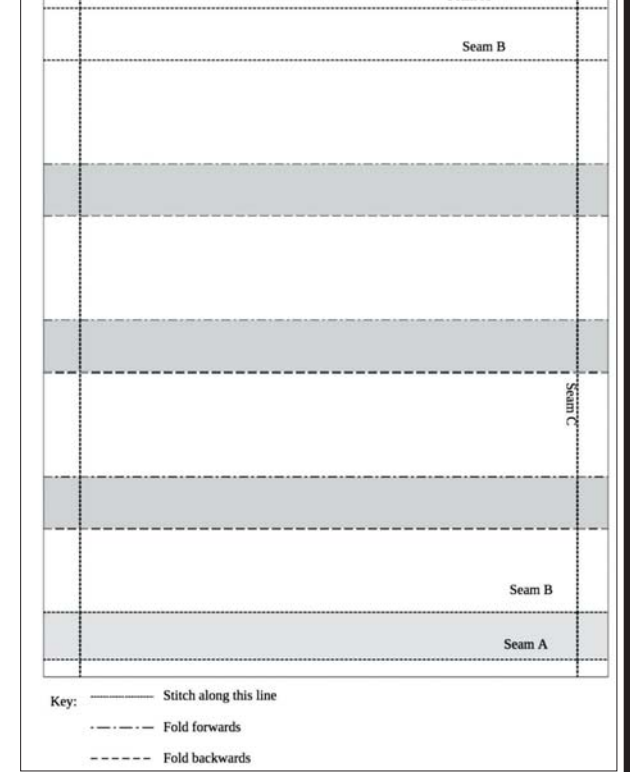 Seam B
Seam C
Seam B
Seam A
Key:
Stitch along this line
Fold forwards
Fold backwards